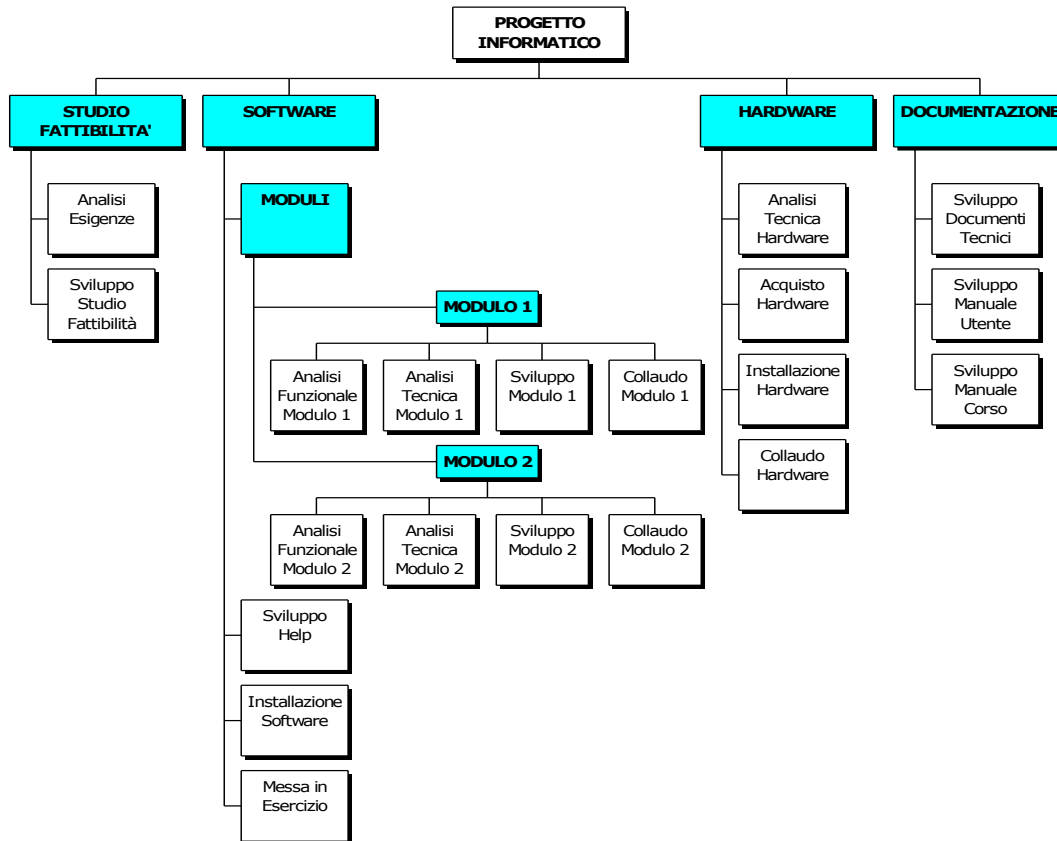 PROGETTO
INFORMATICO
STUDIO
FATTIBILITA'
SOFTWARE
HARDWARE
DOCUMENTAZIONE
Analisi
Esigenze
Sviluppo
Studio
Fattibilità
MODULI
MODULO 1
Analisi
Funzionale
Modulo 1
Analisi
Tecnica
Modulo 1
Sviluppo
Modulo 1
Collaudo
Modulo 1
MODULO 2
Analisi
Funzionale
Modulo 2
Analisi
Tecnica
Modulo 2
Sviluppo
Modulo 2
Collaudo
Modulo 2
Sviluppo
Help
Installazione
Software
Messa in
Esercizio
Analisi
Tecnica
Hardware
Acquisto
Hardware
Installazione
Hardware
Collaudo
Hardware
Sviluppo
Documenti
Tecnici
Sviluppo
Manuale
Utente
Sviluppo
Manuale
Corso